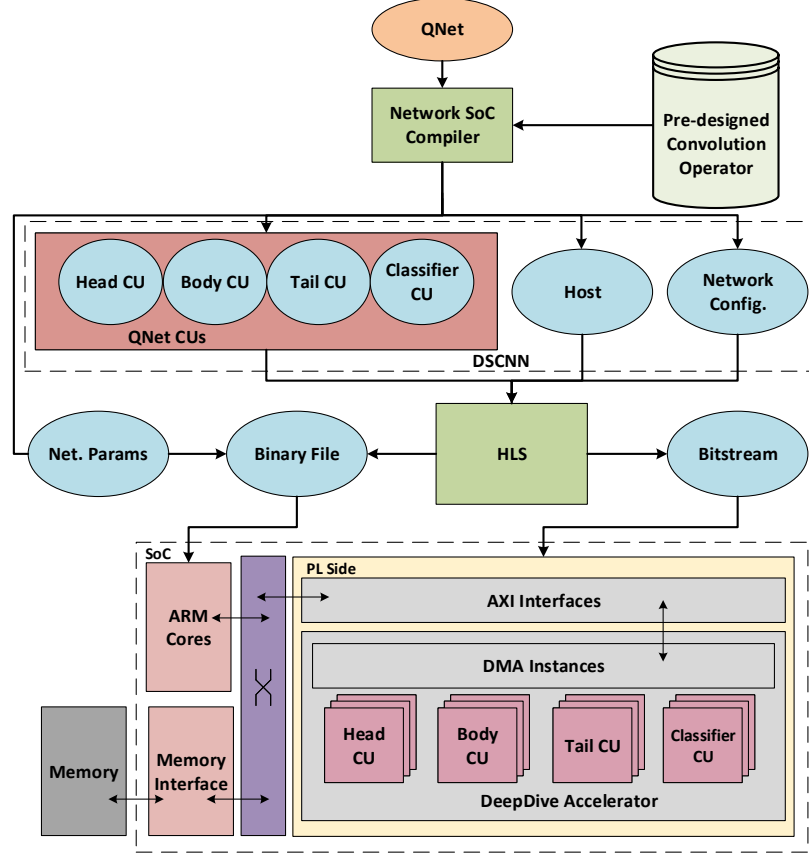 QNet
Network SoC
Compiler
Pre-designed
Convolution
Operator
Head CU
Body CU
Tail CU
Classifier
CU
QNet CUs
Host
Network
Config.
DSCNN
Net. Params
Binary File
HLS
Bitstream
SoC
PL Side
ARM
Cores
AXI Interfaces
DMA Instances
Head
CU
Body
CU
Tail CU
Classifier
CU
DeepDive Accelerator
Memory
Memory
Interface